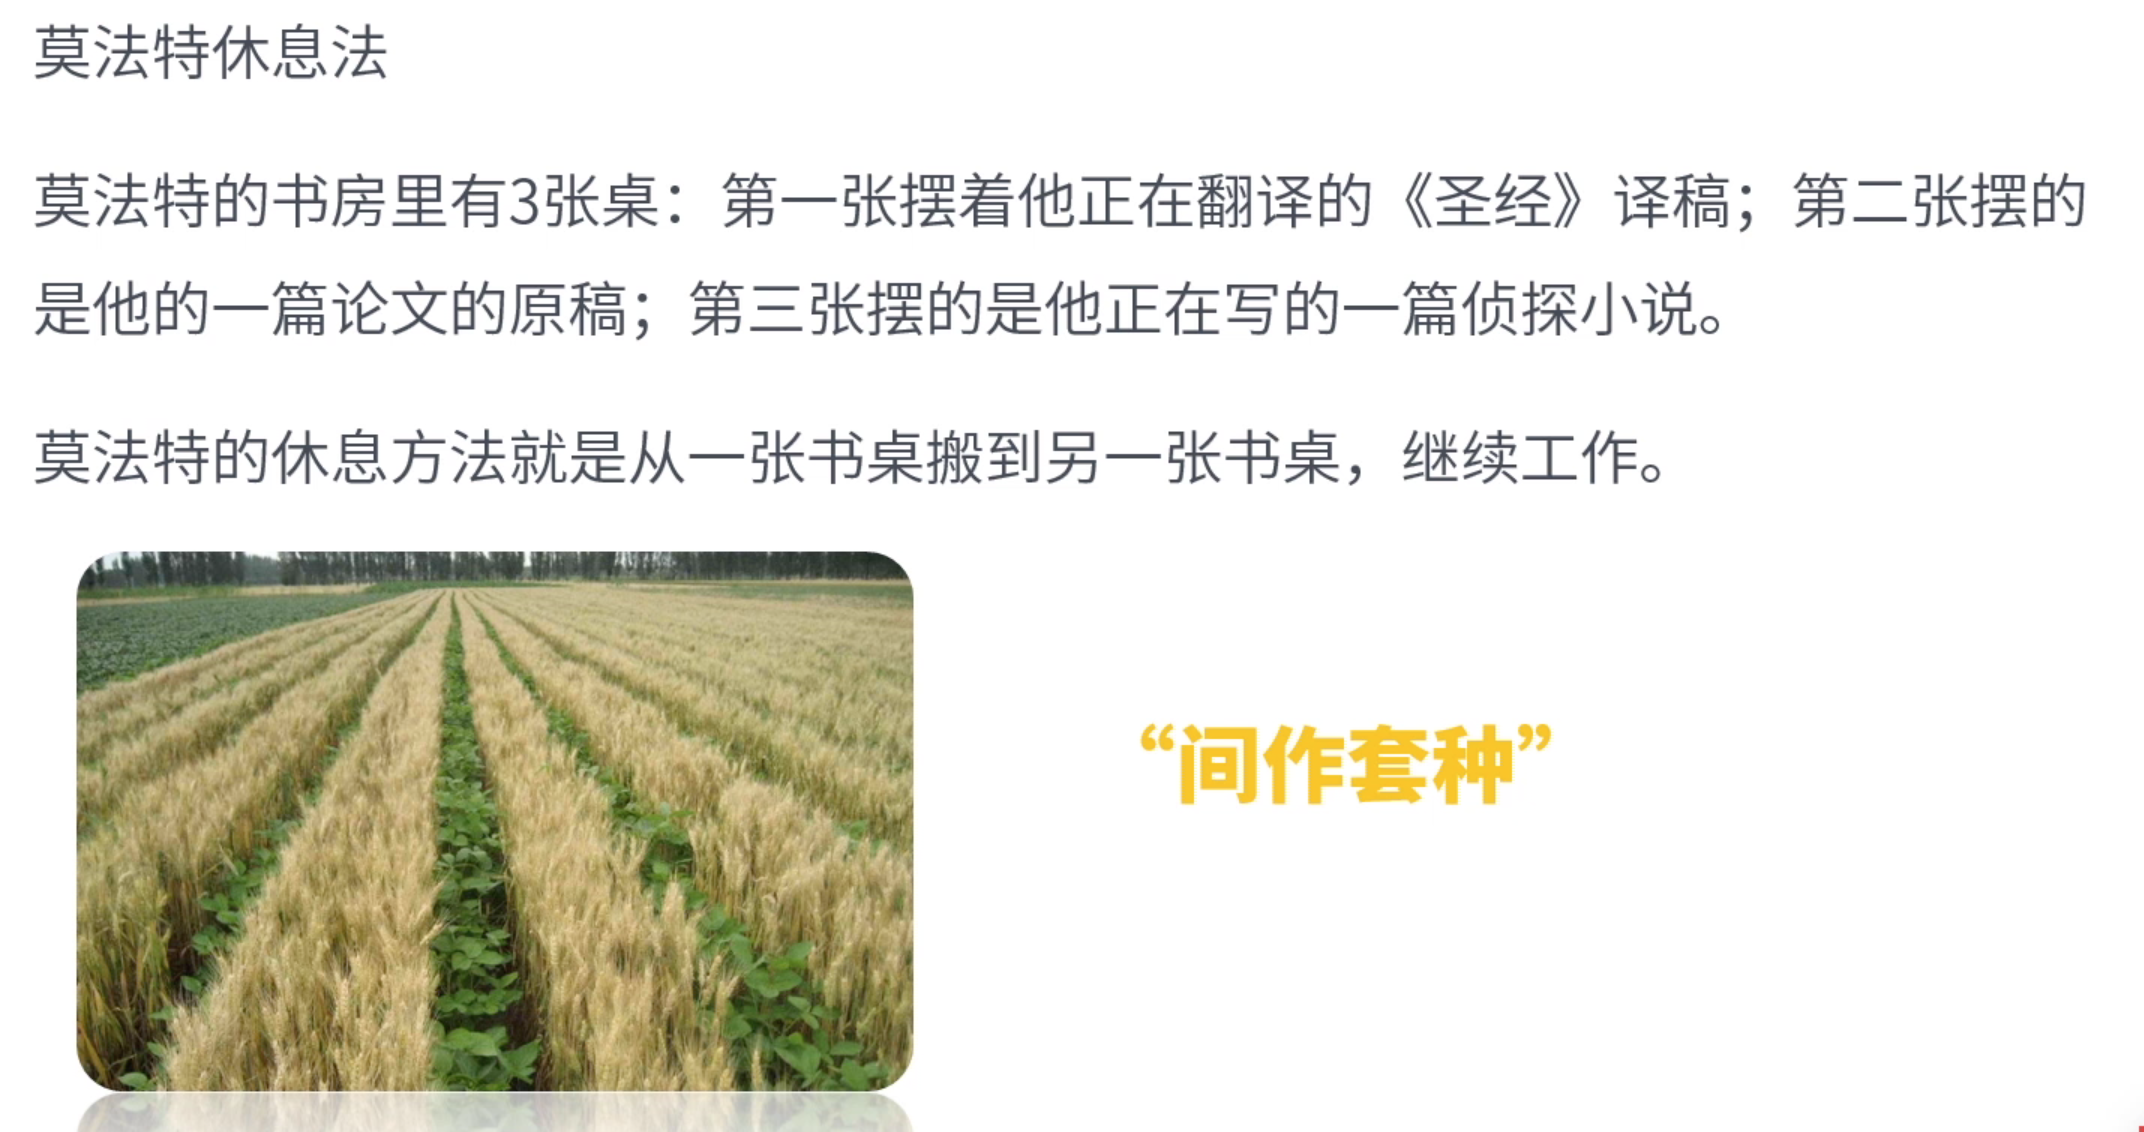 莫法特休息法
莫法特的书房里有3张桌：第一张摆着他正在翻译的《圣经》译稿；第二张摆的
是他的一篇论文的原稿；第三张摆的是他正在写的一篇侦探小说。
莫法特的休息方法就是从一张书桌搬到另一张书桌，继续工作。
“间作套种”